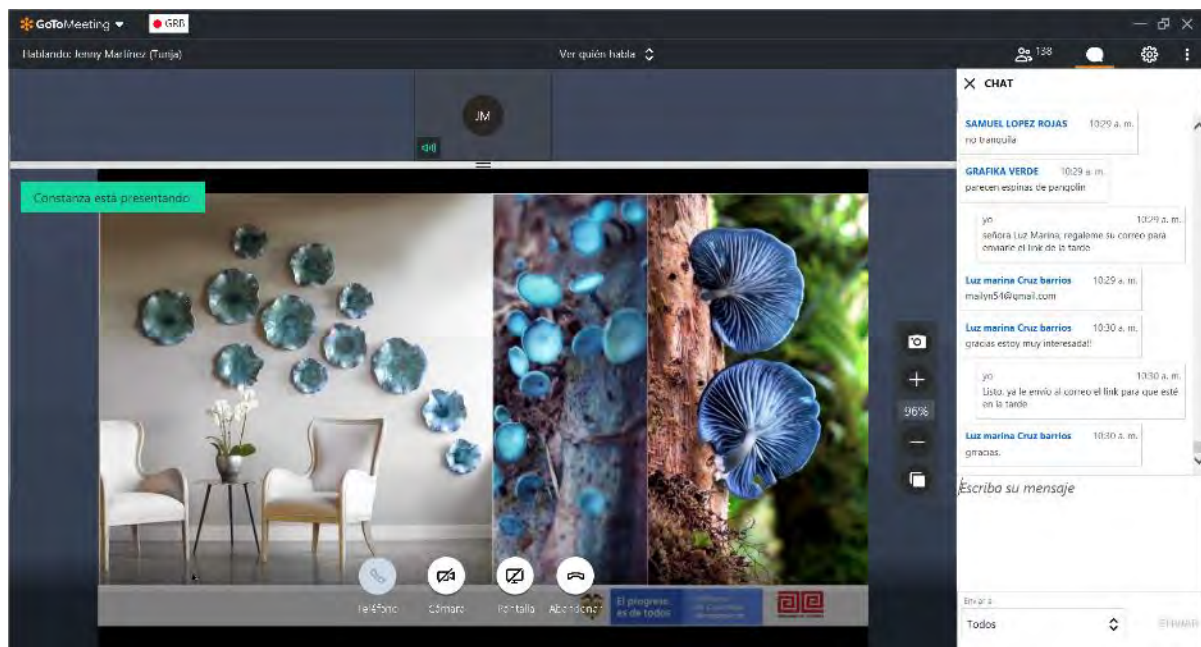 GoToMeeting
GRB
Hablando: Jenny Martínez (Tunja)
Ver quién habla
138
JM
Constanza está presentando
96%
Teléfono
Cámara
Pantalla
Abandonar
El progreso
es de todos
CHAT
SAMUEL LOPEZ ROJAS 10:29 a. m.
no tranquila
GRAFIKA VERDE 10:29 a. m.
parecen espinas de pangolin
yo 10:29 a. m.
señora Luz Marina, regaleme su correo para
enviarle el link de la tarde
Luz marina Cruz barrios 10:29 a. m.
mailyn54@gmail.com
Luz marina Cruz barrios 10:30 a. m.
gracias estoy muy interesada!!
yo 10:30 a. m.
Listo, ya le envío al correo el link para que esté
en la tarde
Luz marina Cruz barrios 10:30 a. m.
grracias.
Escriba su mensaje
Enviar a
Todos
ENVIAR